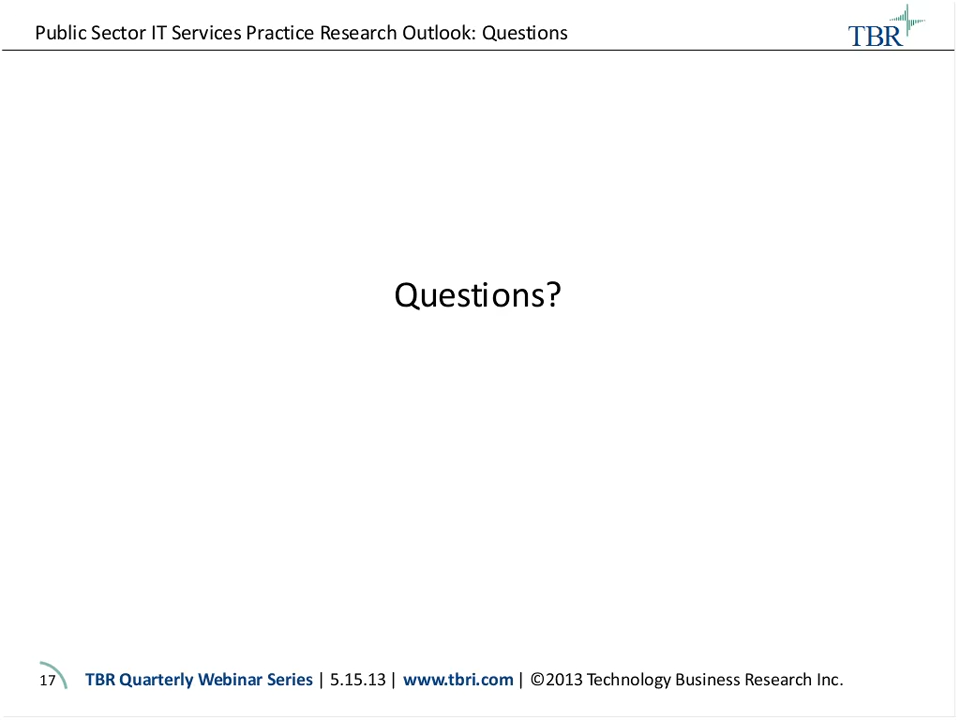 Public Sector IT Services Practice Research Outlook: Questions
TBR
Questions?
17 TBR Quarterly Webinar Series | 5.15.13 | www.tbri.com | ©2013 Technology Business Research Inc.